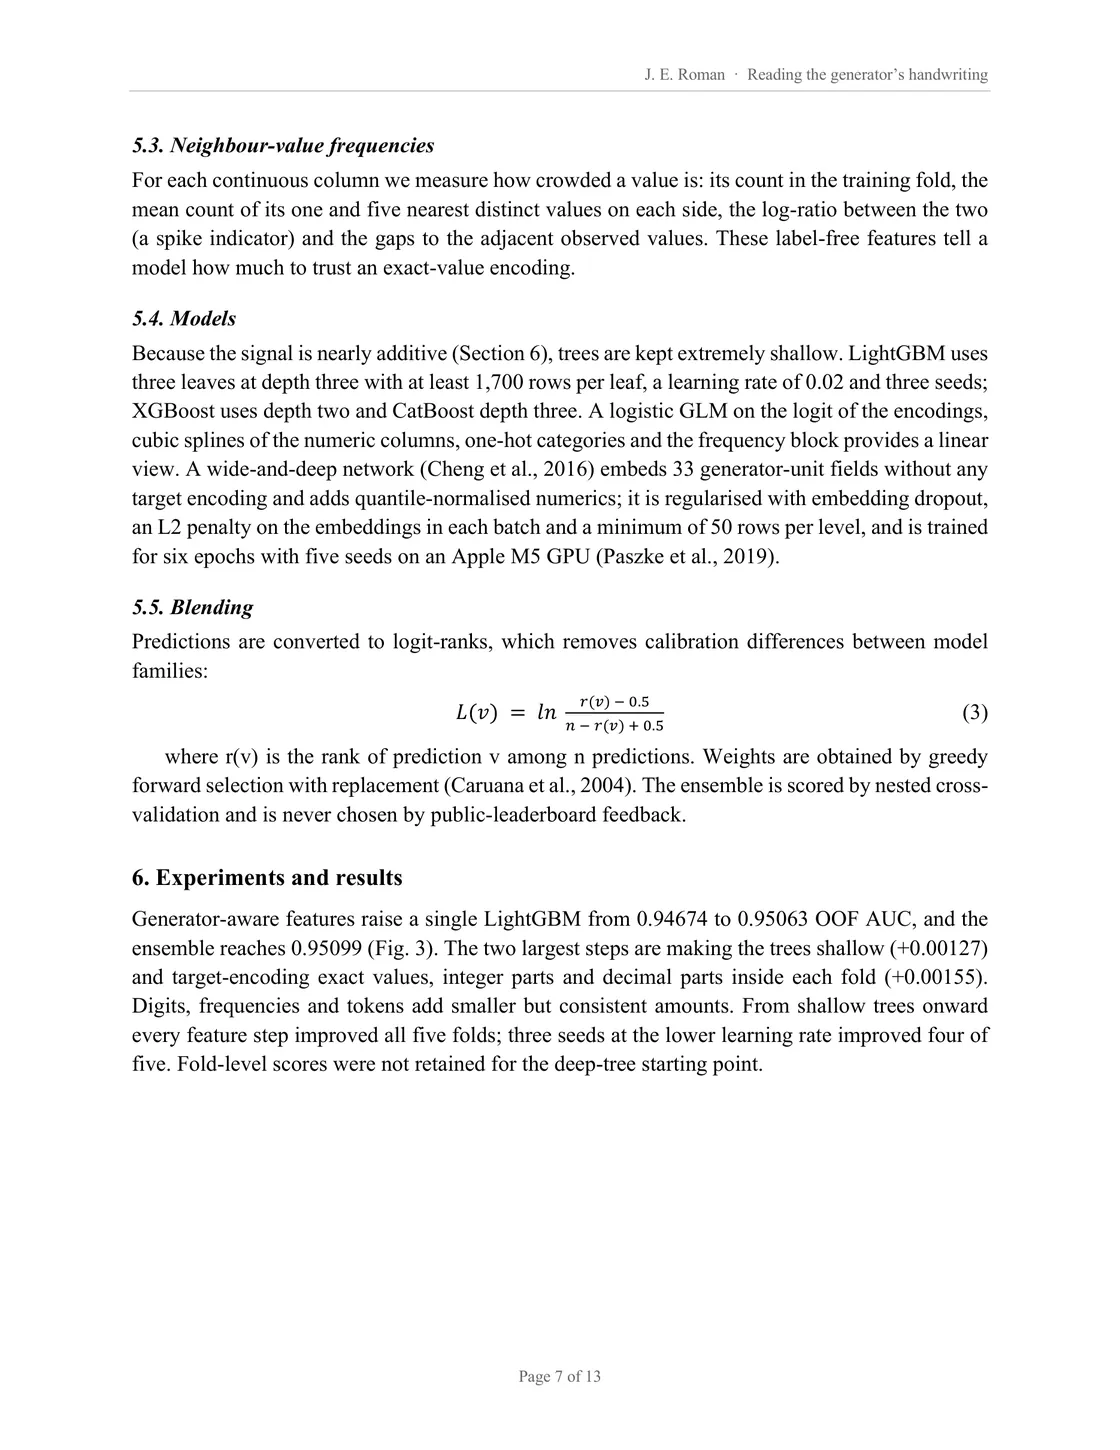 J. E. Roman · Reading the generator’s handwriting
5.3. Neighbour-value frequencies
For each continuous column we measure how crowded a value is: its count in the training fold, the
mean count of its one and five nearest distinct values on each side, the log-ratio between the two
(a spike indicator) and the gaps to the adjacent observed values. These label-free features tell a
model how much to trust an exact-value encoding.
5.4. Models
Because the signal is nearly additive (Section 6), trees are kept extremely shallow. LightGBM uses
three leaves at depth three with at least 1,700 rows per leaf, a learning rate of 0.02 and three seeds;
XGBoost uses depth two and CatBoost depth three. A logistic GLM on the logit of the encodings,
cubic splines of the numeric columns, one-hot categories and the frequency block provides a linear
view. A wide-and-deep network (Cheng et al., 2016) embeds 33 generator-unit fields without any
target encoding and adds quantile-normalised numerics; it is regularised with embedding dropout,
an L2 penalty on the embeddings in each batch and a minimum of 50 rows per level, and is trained
for six epochs with five seeds on an Apple M5 GPU (Paszke et al., 2019).
5.5. Blending
Predictions are converted to logit-ranks, which removes calibration differences between model
families:
L(v) = ln (r(v) − 0.5) / (n − r(v) + 0.5) (3)
where r(v) is the rank of prediction v among n predictions. Weights are obtained by greedy
forward selection with replacement (Caruana et al., 2004). The ensemble is scored by nested cross-
validation and is never chosen by public-leaderboard feedback.
6. Experiments and results
Generator-aware features raise a single LightGBM from 0.94674 to 0.95063 OOF AUC, and the
ensemble reaches 0.95099 (Fig. 3). The two largest steps are making the trees shallow (+0.00127)
and target-encoding exact values, integer parts and decimal parts inside each fold (+0.00155).
Digits, frequencies and tokens add smaller but consistent amounts. From shallow trees onward
every feature step improved all five folds; three seeds at the lower learning rate improved four of
five. Fold-level scores were not retained for the deep-tree starting point.
Page 7 of 13